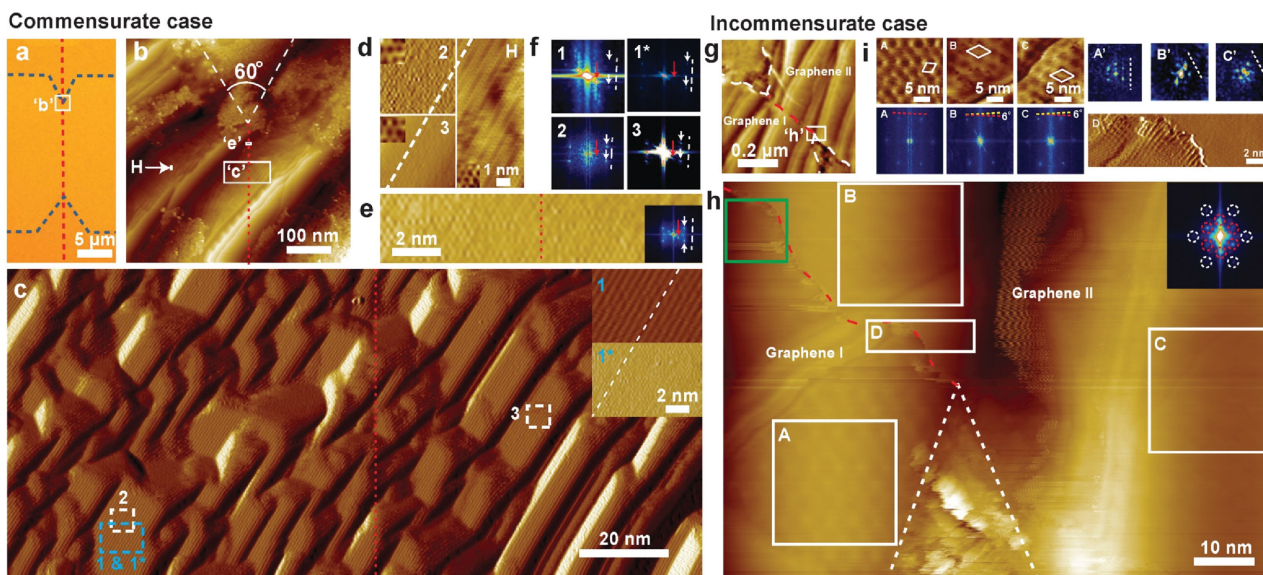 Commensurate case
Incommensurate case
a
'b'
5 μm
b
60°
'e'
H
'c'
100 nm
d
2
3
H
1 nm
e
2 nm
f
1
1*
2
3
c
1
1*
2 nm
3
2
1 & 1*
20 nm
g
Graphene II
Graphene I
'h'
0.2 μm
i
A
5 nm
B
5 nm
C
5 nm
A'
B'
C'
A
B
6°
C
6°
D
2 nm
h
B
Graphene II
D
Graphene I
C
A
10 nm